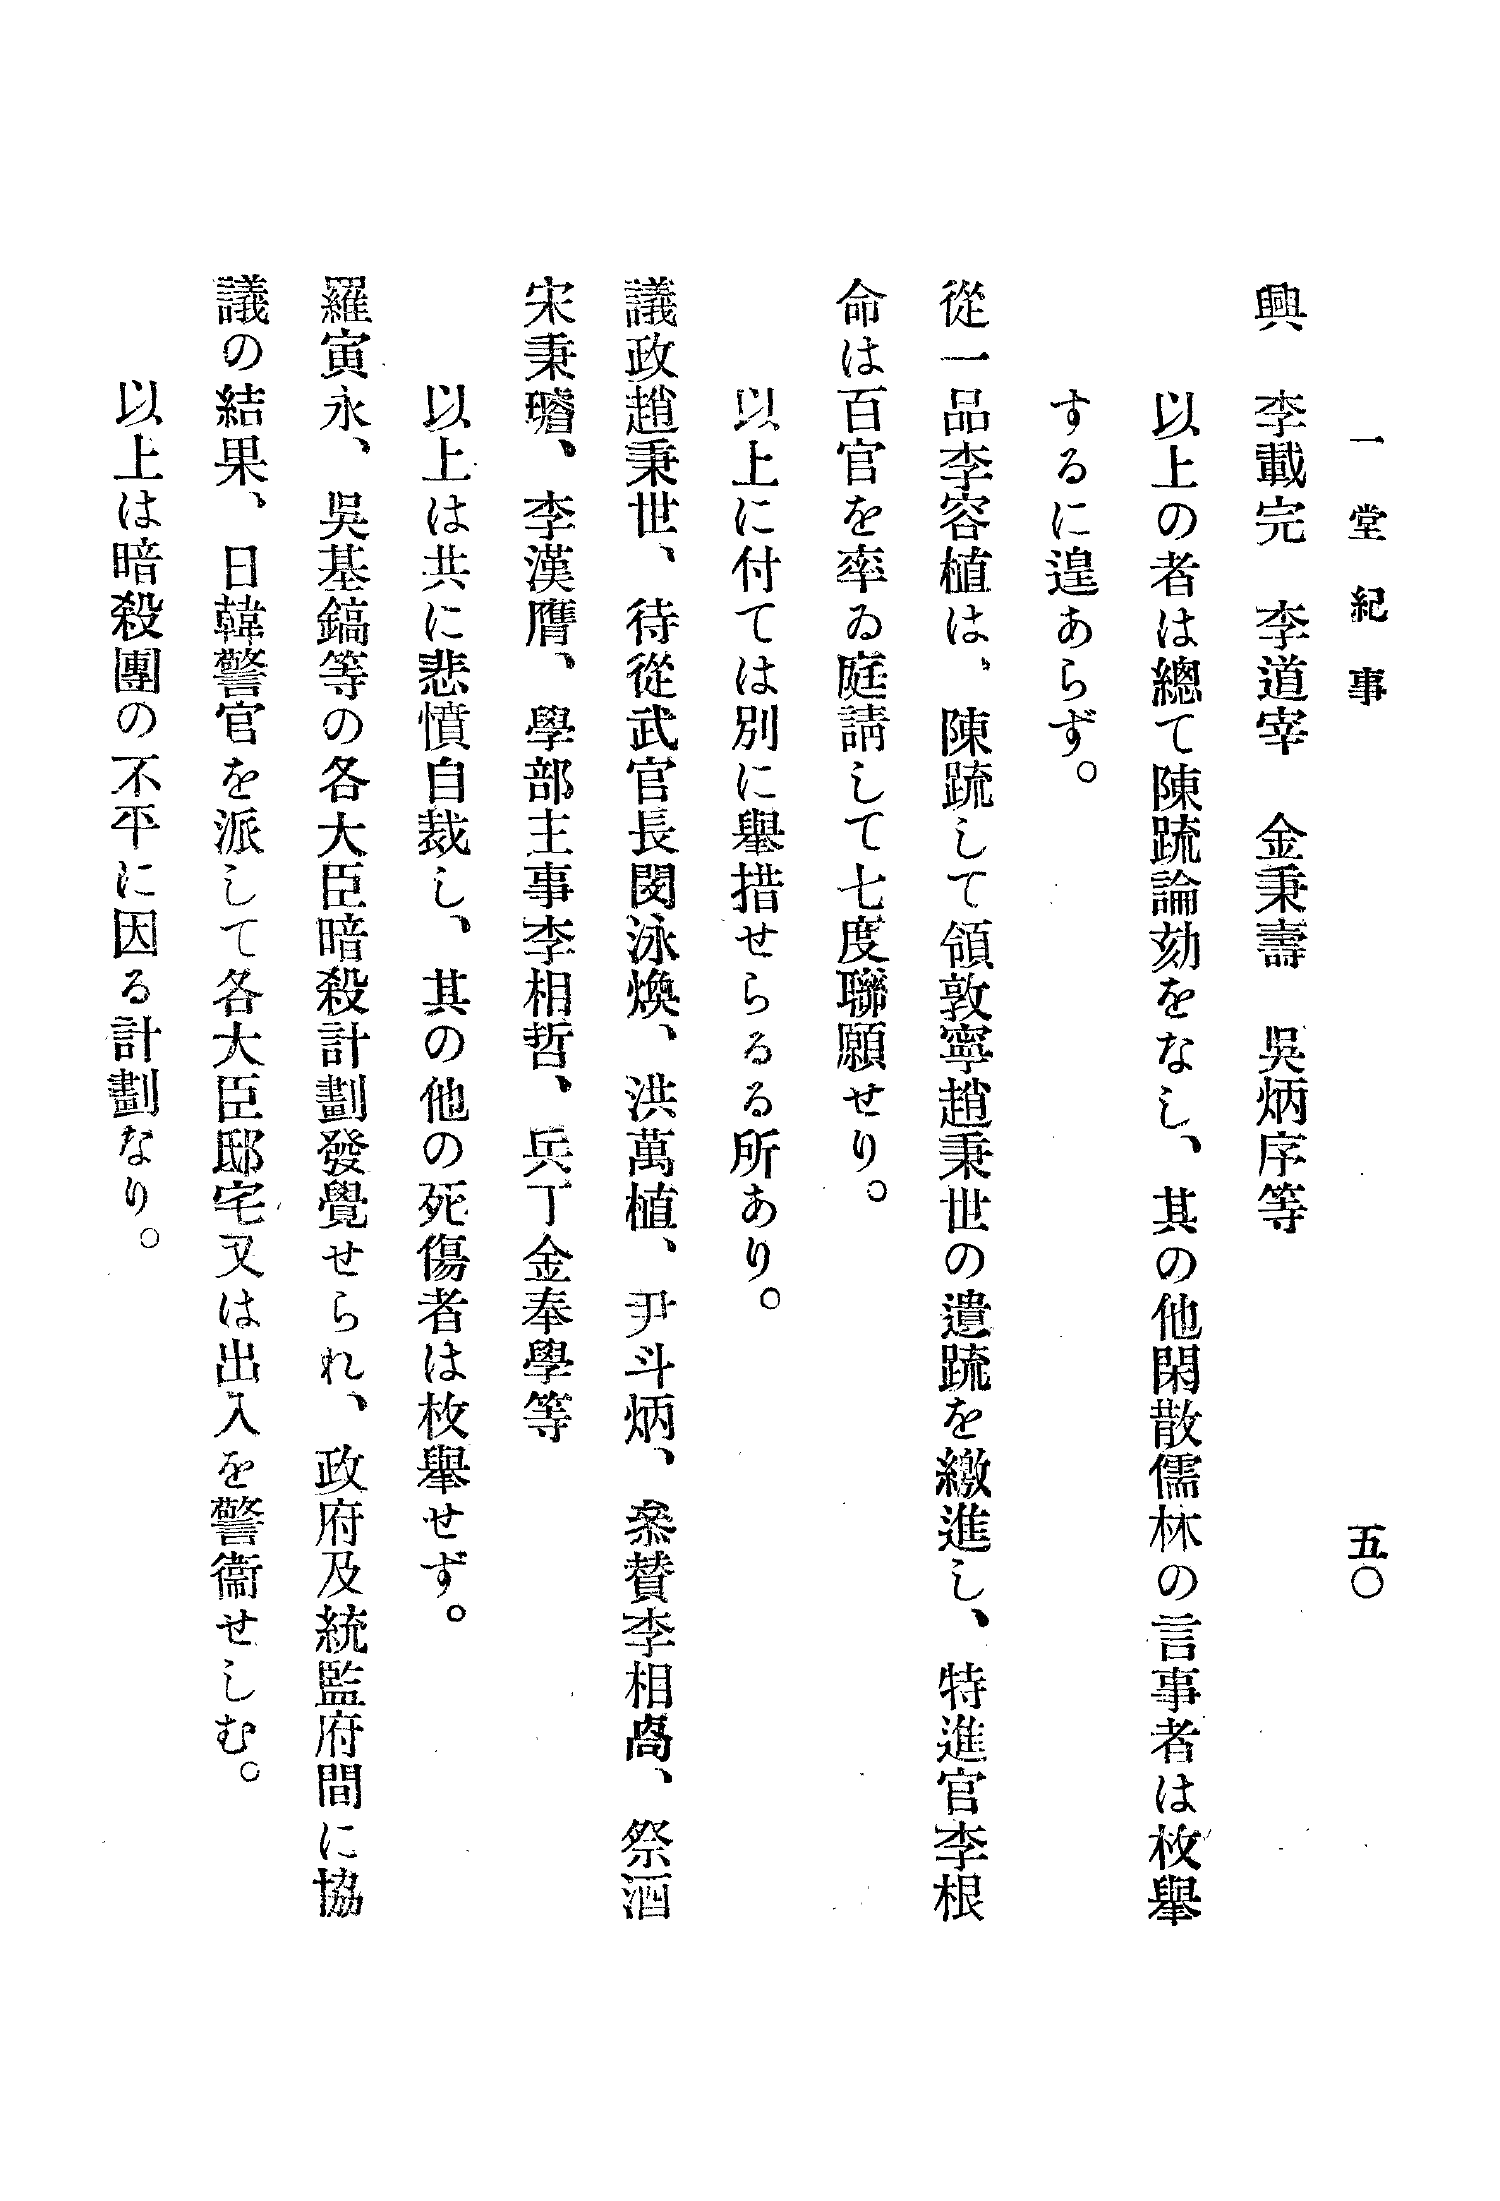 一堂紀事 五〇
興 李載完 李道宰 金秉壽 吳炳序等
以上の者は總て陳疏論劾をなし、其の他閑散儒林の言事者は枚舉
するに遑あらず。
從一品李容植は、陳疏して領敦寧趙秉世の遺疏を繳進し、特進官李根
命は百官を率ゐ庭請して七度聯願せり。
以上に付ては別に舉措せらるる所あり。
議政趙秉世、待從武官長閔泳煥、洪萬植、尹斗炳、叅贊李相卨、祭酒
宋秉璿、李漢膺、學部主事李相哲、兵丁金奉學等
以上は共に悲憤自裁し、其の他の死傷者は枚舉せず。
羅寅永、吳基鎬等の各大臣暗殺計劃發覺せられ、政府及統監府間に協
議の結果、日韓警官を派して各大臣邸宅又は出入を警衞せしむ。
以上は暗殺團の不平に因る計劃なり。